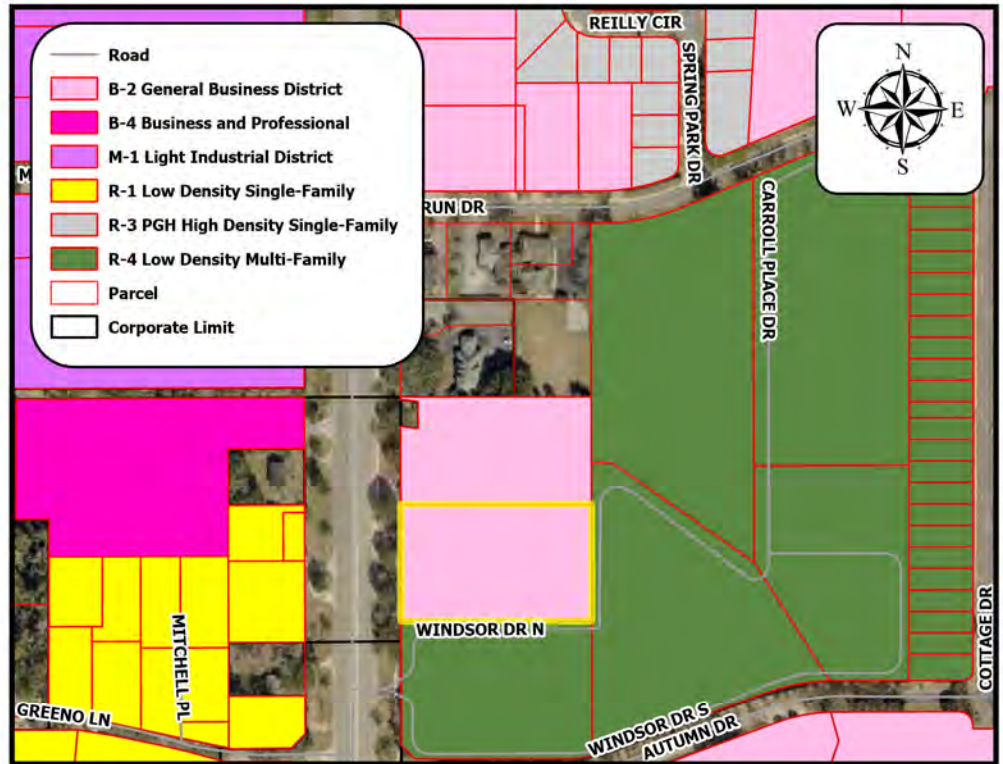 Road
B-2 General Business District
B-4 Business and Professional
M-1 Light Industrial District
R-1 Low Density Single-Family
R-3 PGH High Density Single-Family
R-4 Low Density Multi-Family
Parcel
Corporate Limit
REILLY CIR
SPRING PARK DR
N
W E
S
M
RUN DR
CARROLL PLACE DR
WINDSOR DR N
MITCHELL PL
COTTAGE DR
GREENO LN
WINDSOR DR S
AUTUMN DR